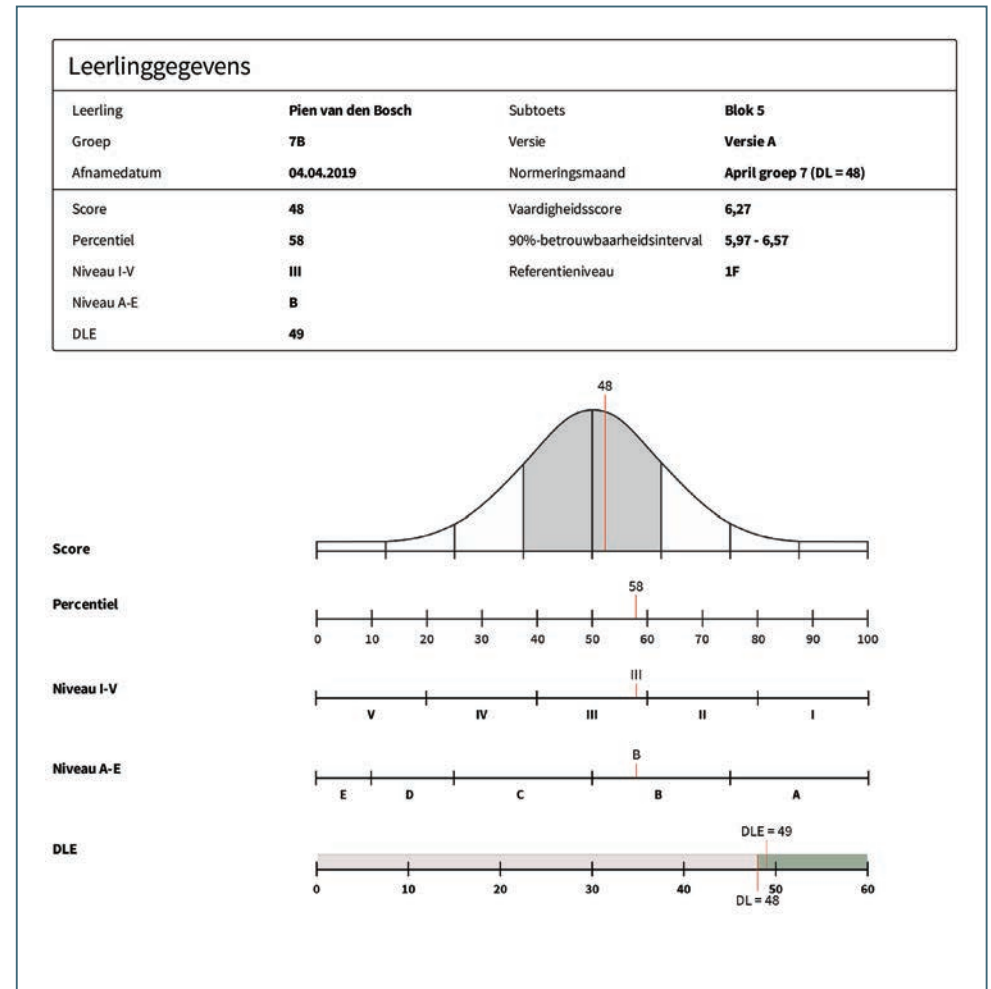 Leerlinggegevens
Leerling Pien van den Bosch Subtoets Blok 5
Groep 7B Versie Versie A
Afnamedatum 04.04.2019 Normeringsmaand April groep 7 (DL = 48)
Score 48 Vaardigheidsscore 6,27
Percentiel 58 90%-betrouwbaarheidsinterval 5,97 - 6,57
Niveau I-V III Referentieniveau 1F
Niveau A-E B
DLE 49
48
Score
58
Percentiel
0 10 20 30 40 50 60 70 80 90 100
III
Niveau I-V
V IV III II I
B
Niveau A-E
E D C B A
DLE = 49
DLE
0 10 20 30 40 50 60
DL = 48